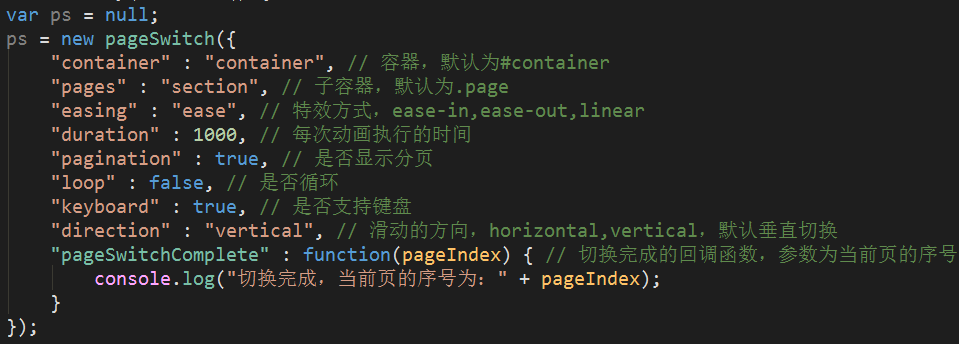 var ps = null;
ps = new pageSwitch({
    "container" : "container", // 容器，默认为#container
    "pages" : "section", // 子容器，默认为.page
    "easing" : "ease", // 特效方式，ease-in,ease-out,linear
    "duration" : 1000, // 每次动画执行的时间
    "pagination" : true, // 是否显示分页
    "loop" : false, // 是否循环
    "keyboard" : true, // 是否支持键盘
    "direction" : "vertical", // 滑动的方向，horizontal,vertical，默认垂直切换
    "pageSwitchComplete" : function(pageIndex) { // 切换完成的回调函数，参数为当前页的序号
        console.log("切换完成，当前页的序号为：" + pageIndex);
    }
});